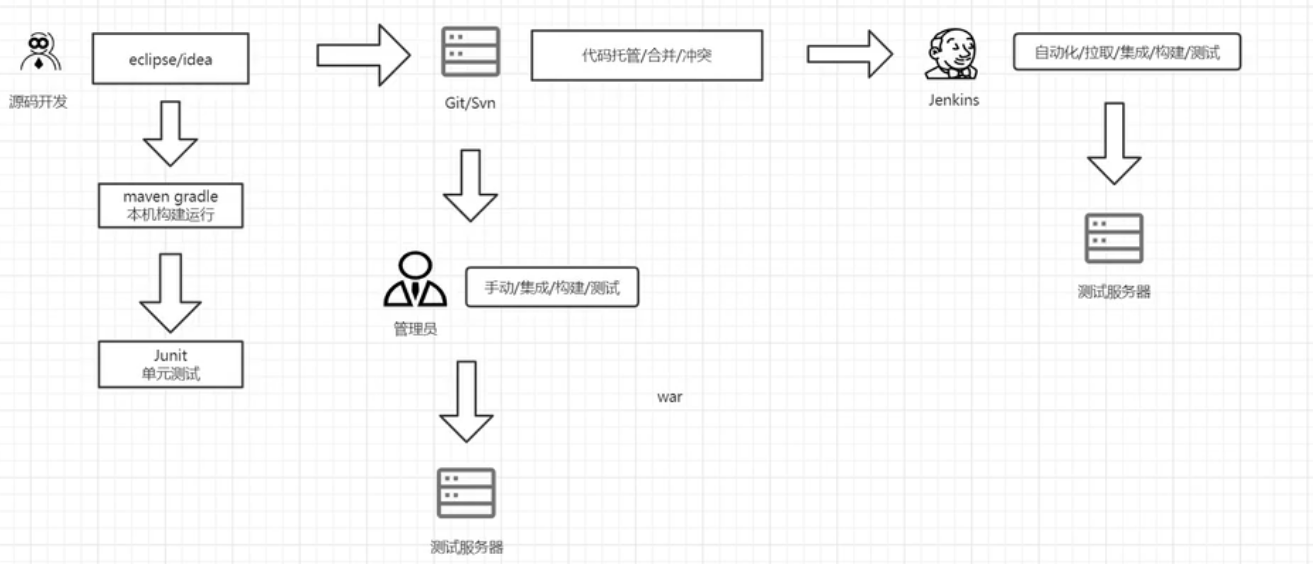 eclipse/idea
源码开发
maven gradle
本机构建运行
Junit
单元测试
Git/Svn
代码托管/合并/冲突
管理员
手动/集成/构建/测试
war
测试服务器
Jenkins
自动化/拉取/集成/构建/测试
测试服务器